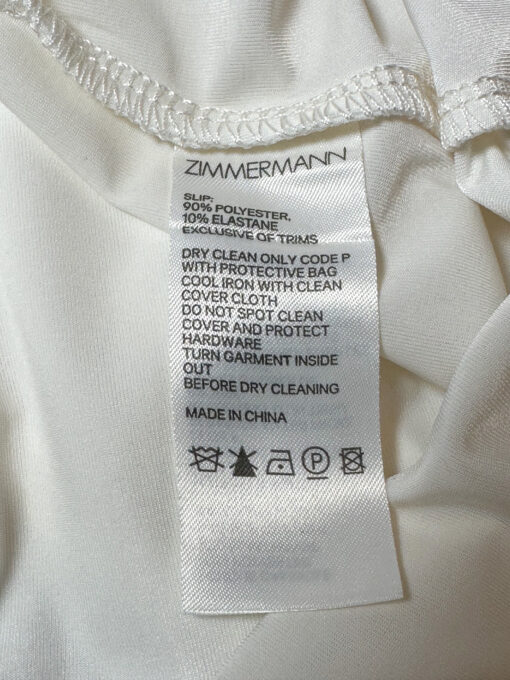 ZIMMERMANN
SLIP:
90% POLYESTER,
10% ELASTANE
EXCLUSIVE OF TRIMS
DRY CLEAN ONLY CODE P
WITH PROTECTIVE BAG
COOL IRON WITH CLEAN
COVER CLOTH
DO NOT SPOT CLEAN
COVER AND PROTECT
HARDWARE
TURN GARMENT INSIDE
OUT
BEFORE DRY CLEANING
MADE IN CHINA
P